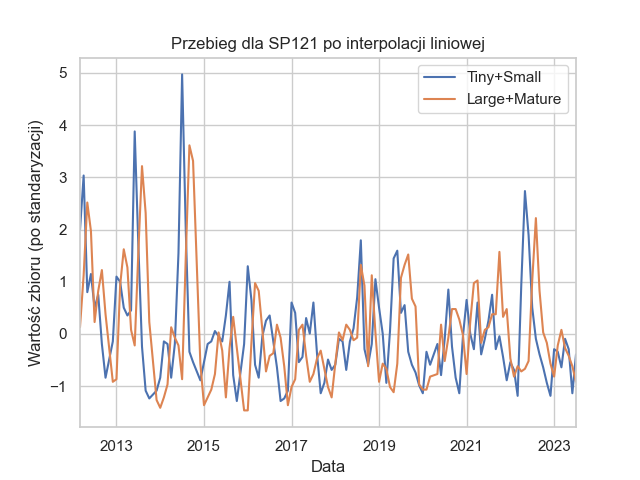 Przebieg dla SP121 po interpolacji liniowej
Tiny+Small
Large+Mature
Wartość zbioru (po standaryzacji)
5
4
3
2
1
0
−1
2013
2015
2017
2019
2021
2023
Data